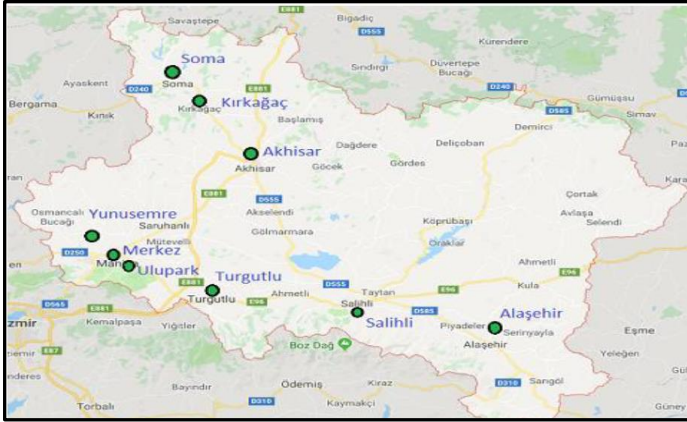 Savaştepe
Bigadiç
D555
Kürendere
Soma
Soma
Sındırgı
Düvertepe
Bucağı
Ayaskent
D240
E881
D240
Gümüşsu
Bergama
Kınık
Kırkağaç
Kırkağaç
Başlamış
D585
Simav
Demirci
Akhisar
Akhisar
Dağdere
Deliçoban
Göcek
Gördes
E881
D555
Çortak
Osmancalı
Bucağı
Yunusemre
Saruhanlı
Akselendi
Köprübaşı
Avlaşa
Selendi
Gölmarmara
Mütevelli
Oraklar
D250
Merkez
Ulupark
Turgutlu
Ahmetli
E96
E881
D555
Turgutlu
E96
Ahmetli
Taytan
E96
Kula
D565
E881
Salihli
Salihli
D585
Alaşehir
zmir
Kemalpaşa
Yiğitler
Piyadeler
Serinyayla
Eşme
Alaşehir
E87
Boz Dağ
Yeleğen
Bayındır
Ödemiş
Kiraz
D310
Sarıgöl
Torbalı
D310
Kaymakçı
Güney